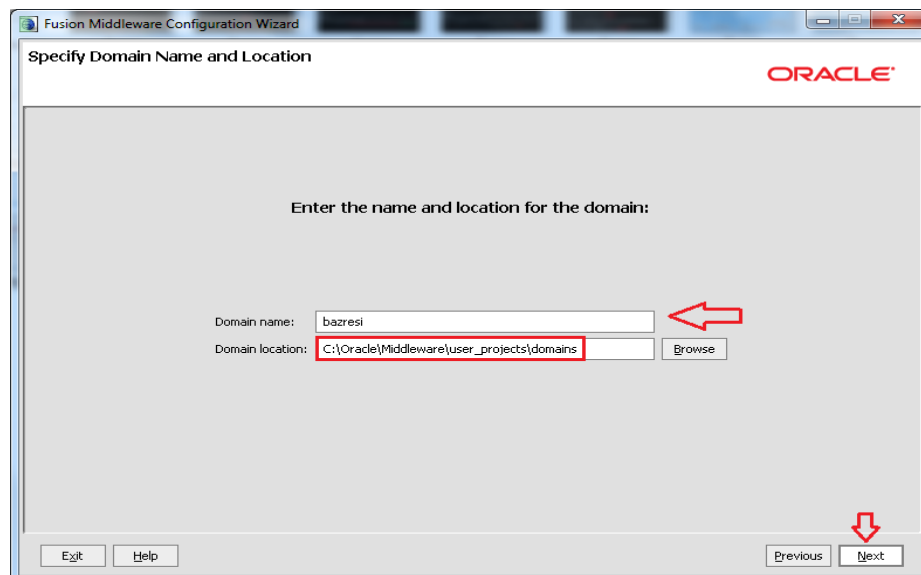 Fusion Middleware Configuration Wizard
Specify Domain Name and Location
ORACLE
Enter the name and location for the domain:
Domain name: bazresi
Domain location: C:\Oracle\Middleware\user_projects\domains Browse
Exit Help Previous Next